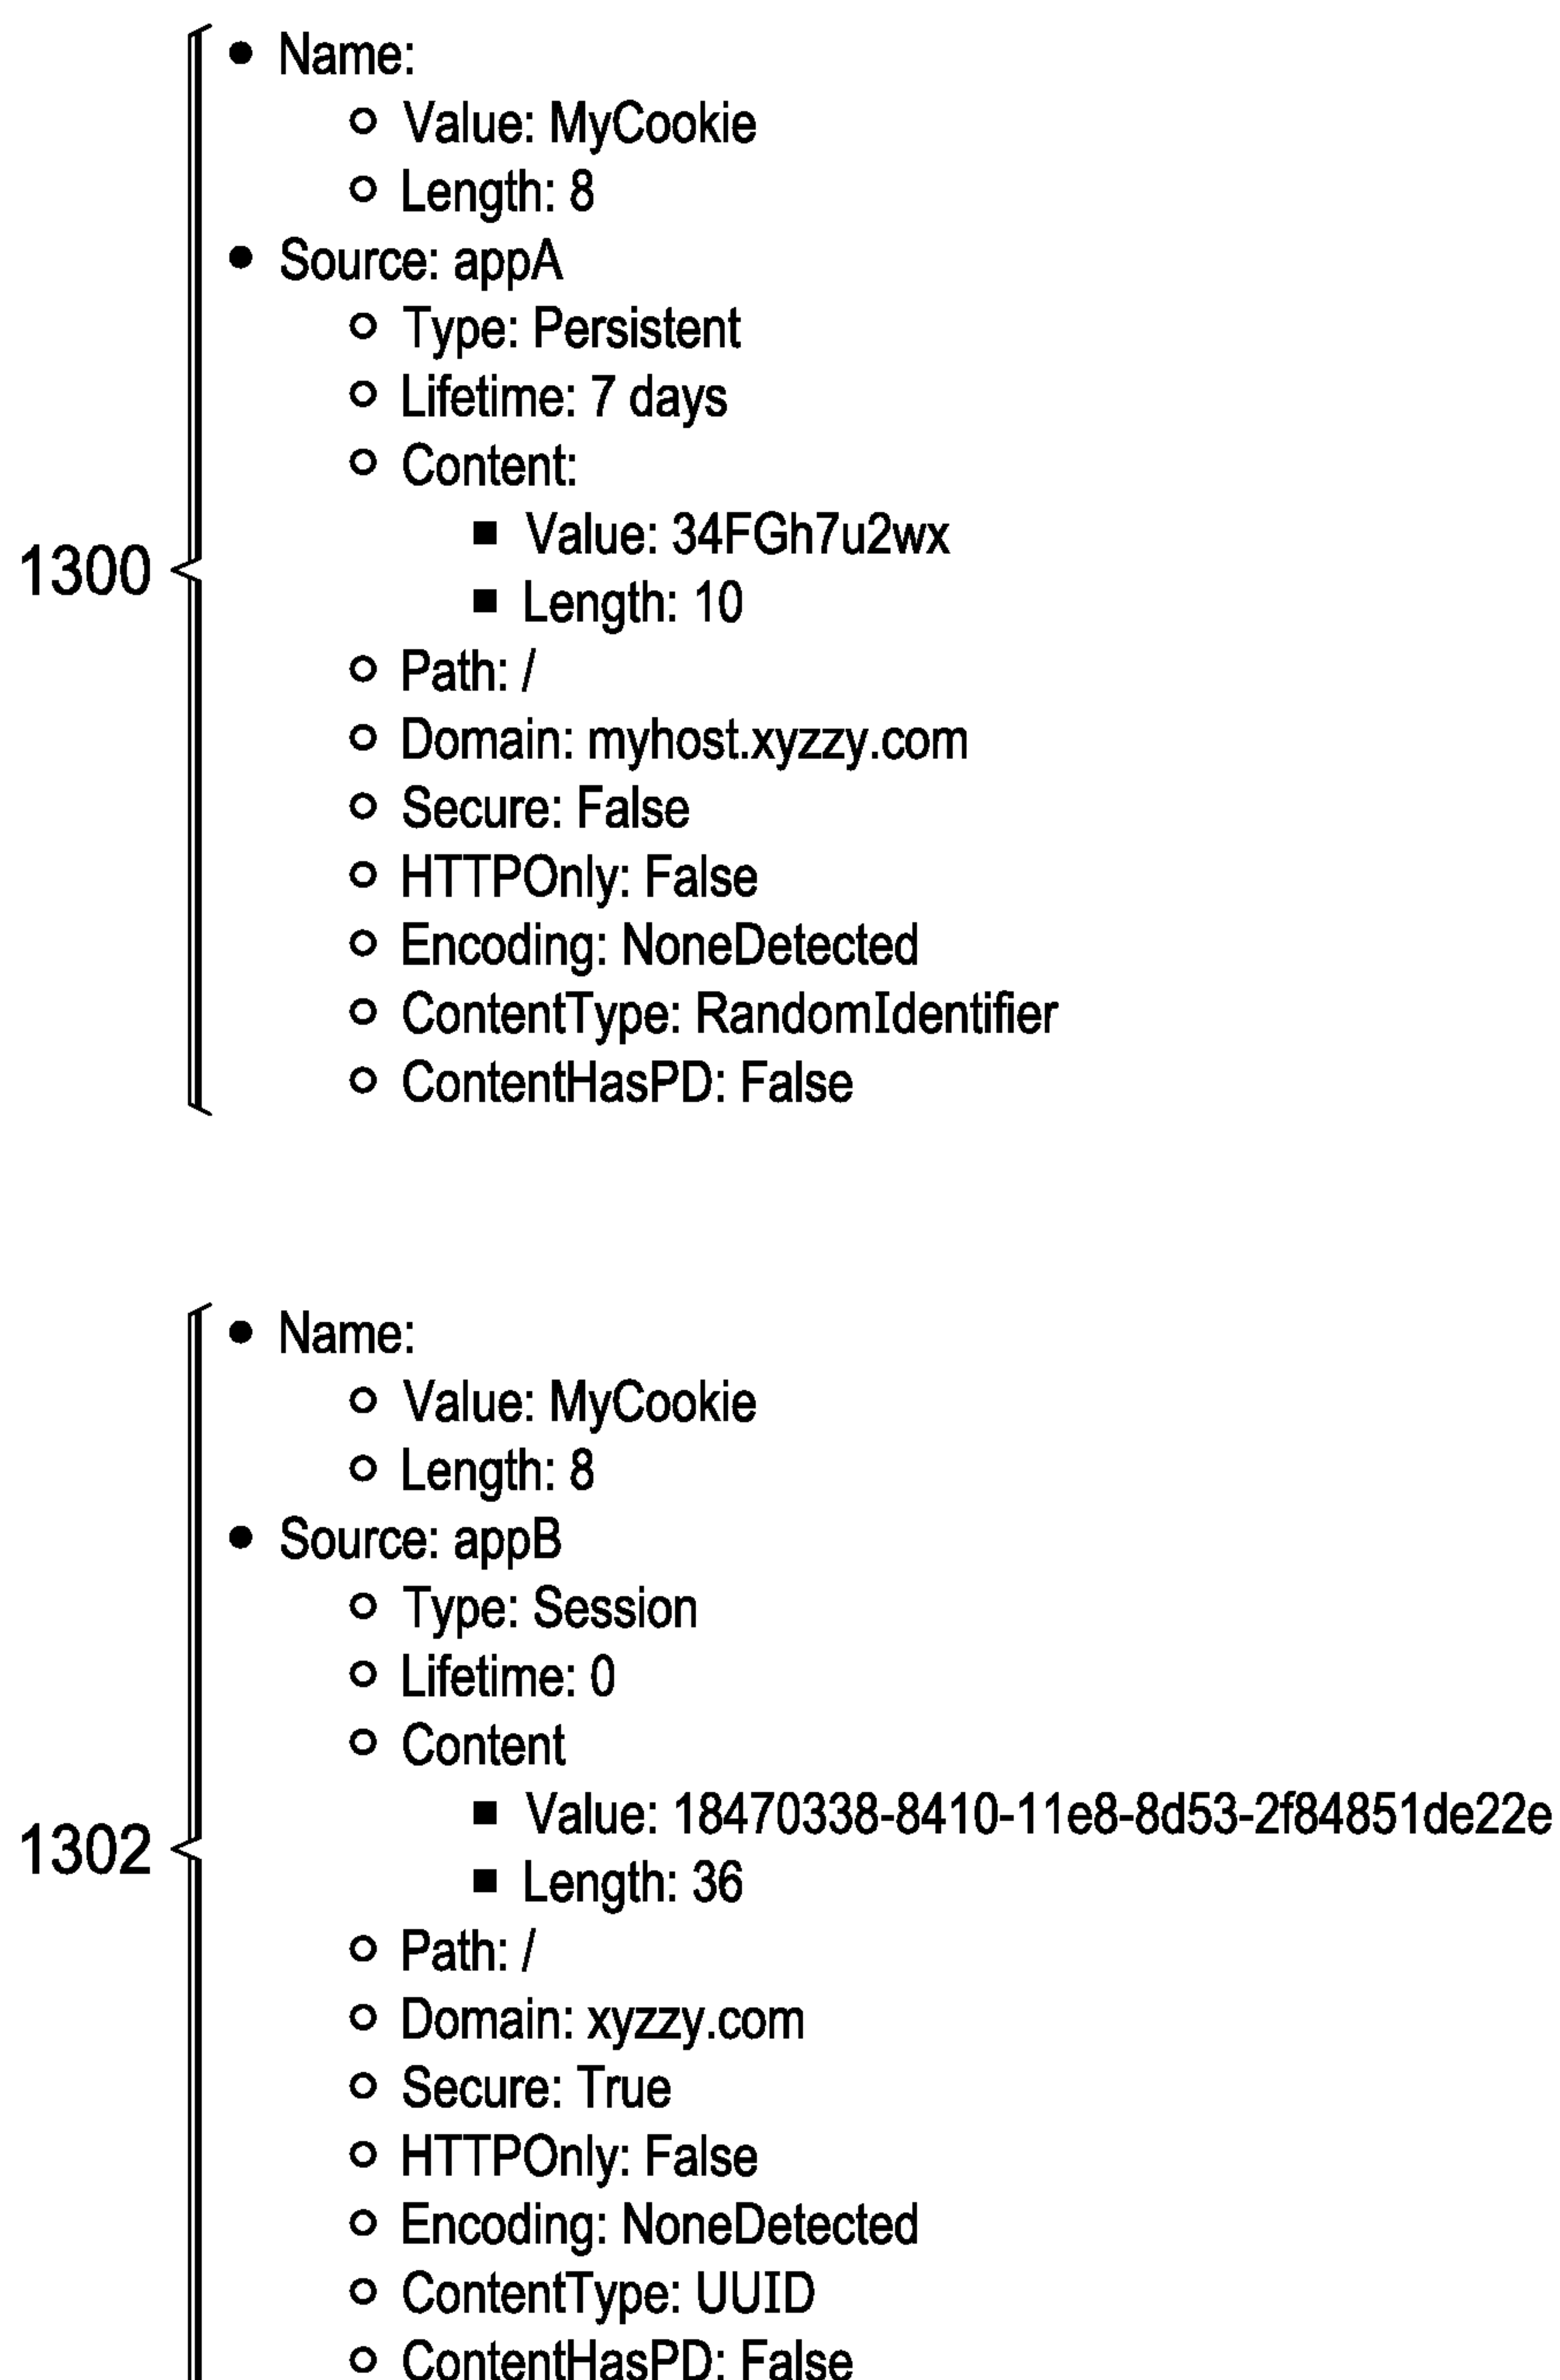 • Name:
○ Value: MyCookie
○ Length: 8
• Source: appA
○ Type: Persistent
○ Lifetime: 7 days
○ Content:
■ Value: 34FGh7u2wx
1300
■ Length: 10
○ Path: /
○ Domain: myhost.xyzzy.com
○ Secure: False
○ HTTPOnly: False
○ Encoding: NoneDetected
○ ContentType: RandomIdentifier
○ ContentHasPD: False
• Name:
○ Value: MyCookie
○ Length: 8
• Source: appB
○ Type: Session
○ Lifetime: 0
○ Content
■ Value: 18470338-8410-11e8-8d53-2f84851de22e
1302
■ Length: 36
○ Path: /
○ Domain: xyzzy.com
○ Secure: True
○ HTTPOnly: False
○ Encoding: NoneDetected
○ ContentType: UUID
○ ContentHasPD: False